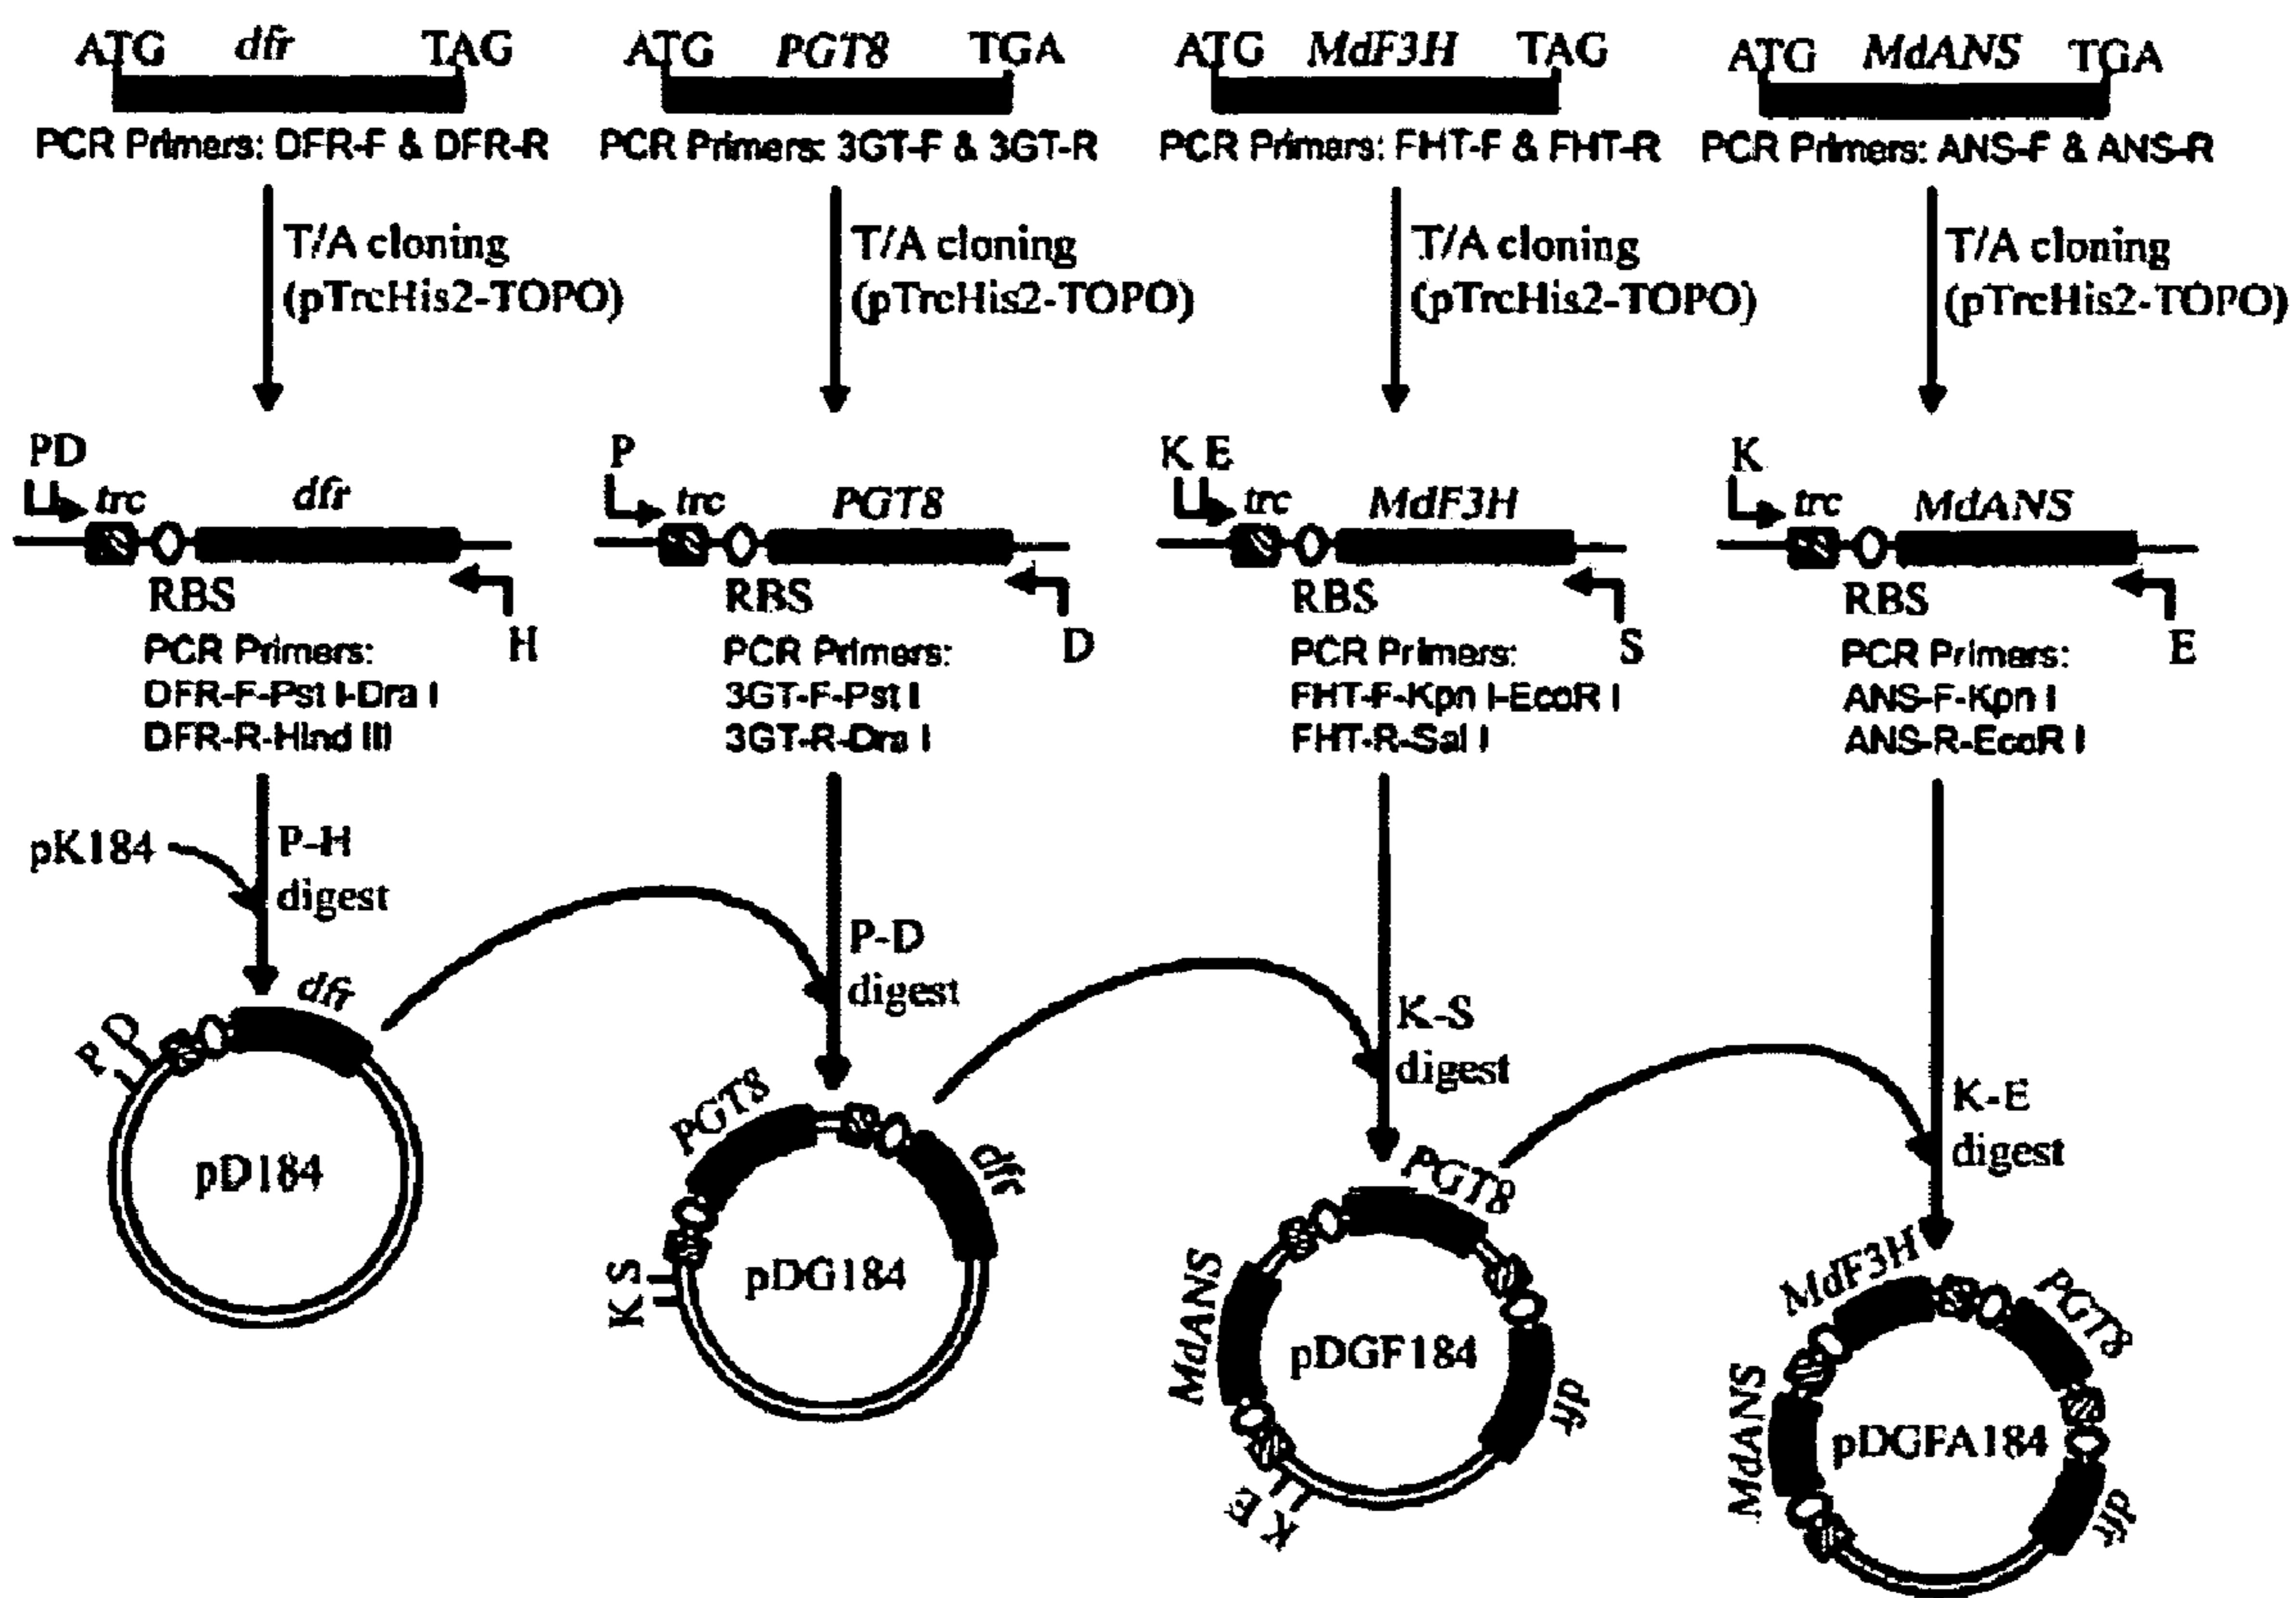 ATG dfr TAG
PCR Primers: DFR-F & DFR-R
ATG PGT8 TGA
PCR Primers: 3GT-F & 3GT-R
ATG MdF3H TAG
PCR Primers: FHT-F & FHT-R
ATG MdANS TGA
PCR Primers: ANS-F & ANS-R
T/A cloning
(pTrcHis2-TOPO)
T/A cloning
(pTrcHis2-TOPO)
T/A cloning
(pTrcHis2-TOPO)
T/A cloning
(pTrcHis2-TOPO)
PD
trc dfr
RBS
H
PCR Primers:
DFR-F-Pst I-Dra I
DFR-R-Hind III
P
trc PGT8
RBS
D
PCR Primers:
3GT-F-Pst I
3GT-R-Dra I
K E
trc MdF3H
RBS
S
PCR Primers:
FHT-F-Kpn I-EcoR I
FHT-R-Sal I
K
trc MdANS
RBS
E
PCR Primers:
ANS-F-Kpn I
ANS-R-EcoR I
pK184
P-H
digest
P-D
digest
K-S
digest
K-E
digest
P D
dfr
pD184
PGT8
dfr
K S
pDG184
PGT8
MdANS
dfr
K E
pDGF184
MdF3H
PGT8
MdANS
dfr
pDGFA184